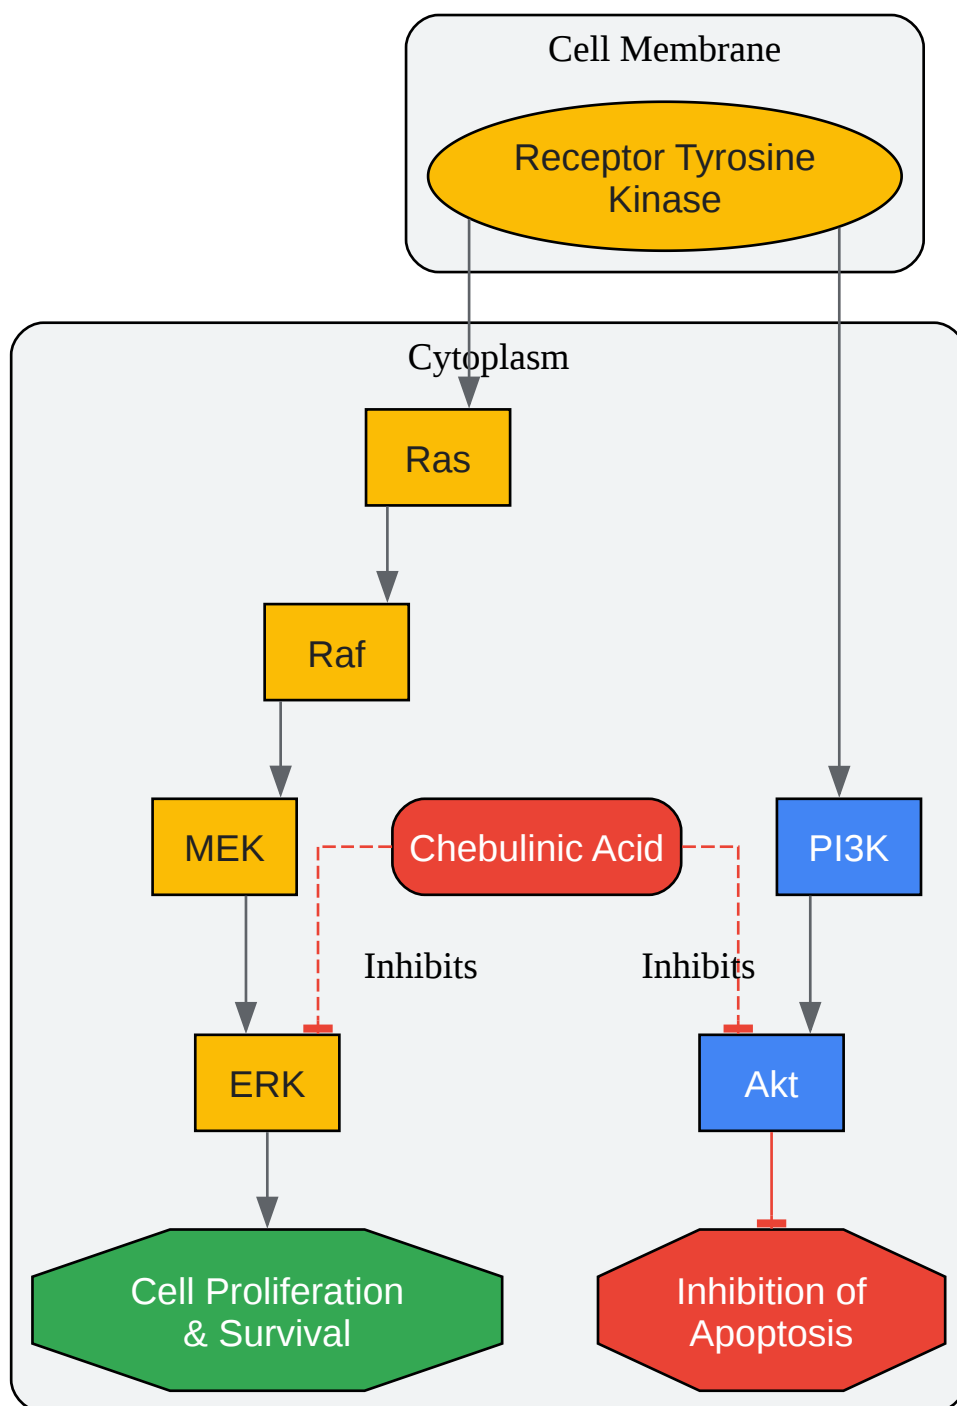 Cell Membrane
Receptor Tyrosine
Kinase
Cytoplasm
Ras
Raf
MEK
Chebulinic Acid
PI3K
Inhibits
Inhibits
ERK
Akt
Cell Proliferation
& Survival
Inhibition of
Apoptosis